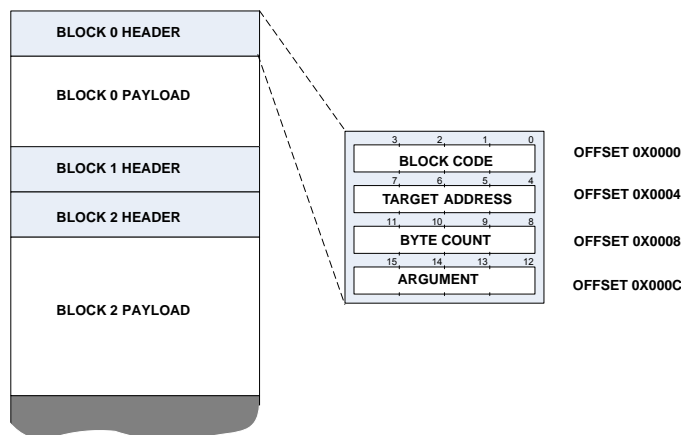 BLOCK 0 HEADER
BLOCK 0 PAYLOAD
BLOCK 1 HEADER
BLOCK 2 HEADER
BLOCK 2 PAYLOAD
3 2 1 0
BLOCK CODE
OFFSET 0X0000
7 6 5 4
TARGET ADDRESS
OFFSET 0X0004
11 10 9 8
BYTE COUNT
OFFSET 0X0008
15 14 13 12
ARGUMENT
OFFSET 0X000C